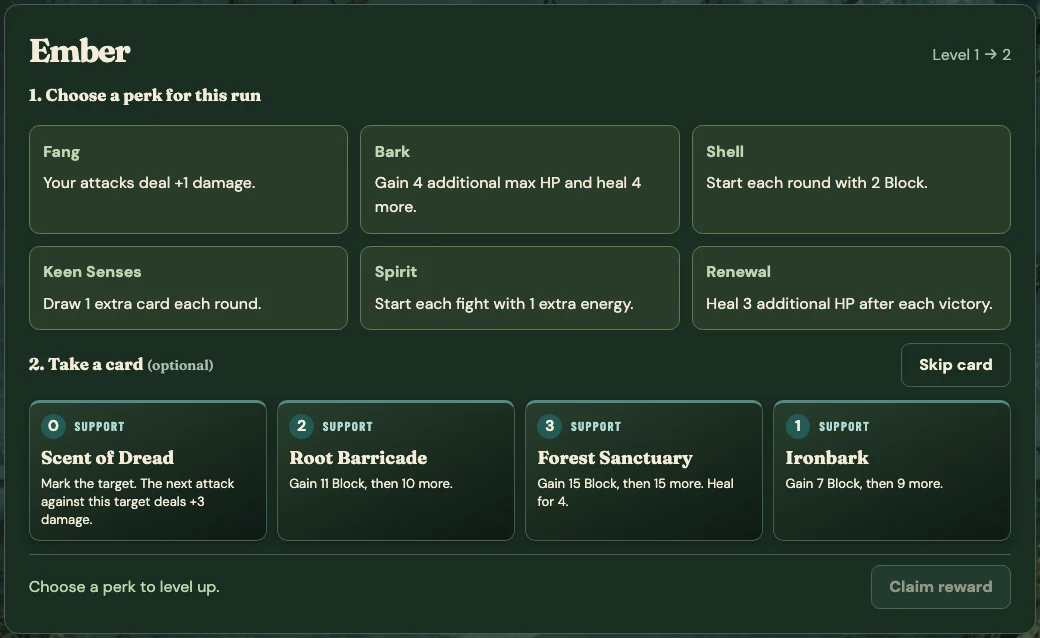 Ember
Level 1 → 2
1. Choose a perk for this run
Fang
Your attacks deal +1 damage.
Bark
Gain 4 additional max HP and heal 4
more.
Shell
Start each round with 2 Block.
Keen Senses
Draw 1 extra card each round.
Spirit
Start each fight with 1 extra energy.
Renewal
Heal 3 additional HP after each victory.
2. Take a card (optional)
Skip card
0 SUPPORT
Scent of Dread
Mark the target. The next attack
against this target deals +3
damage.
2 SUPPORT
Root Barricade
Gain 11 Block, then 10 more.
3 SUPPORT
Forest Sanctuary
Gain 15 Block, then 15 more. Heal
for 4.
1 SUPPORT
Ironbark
Gain 7 Block, then 9 more.
Choose a perk to level up.
Claim reward